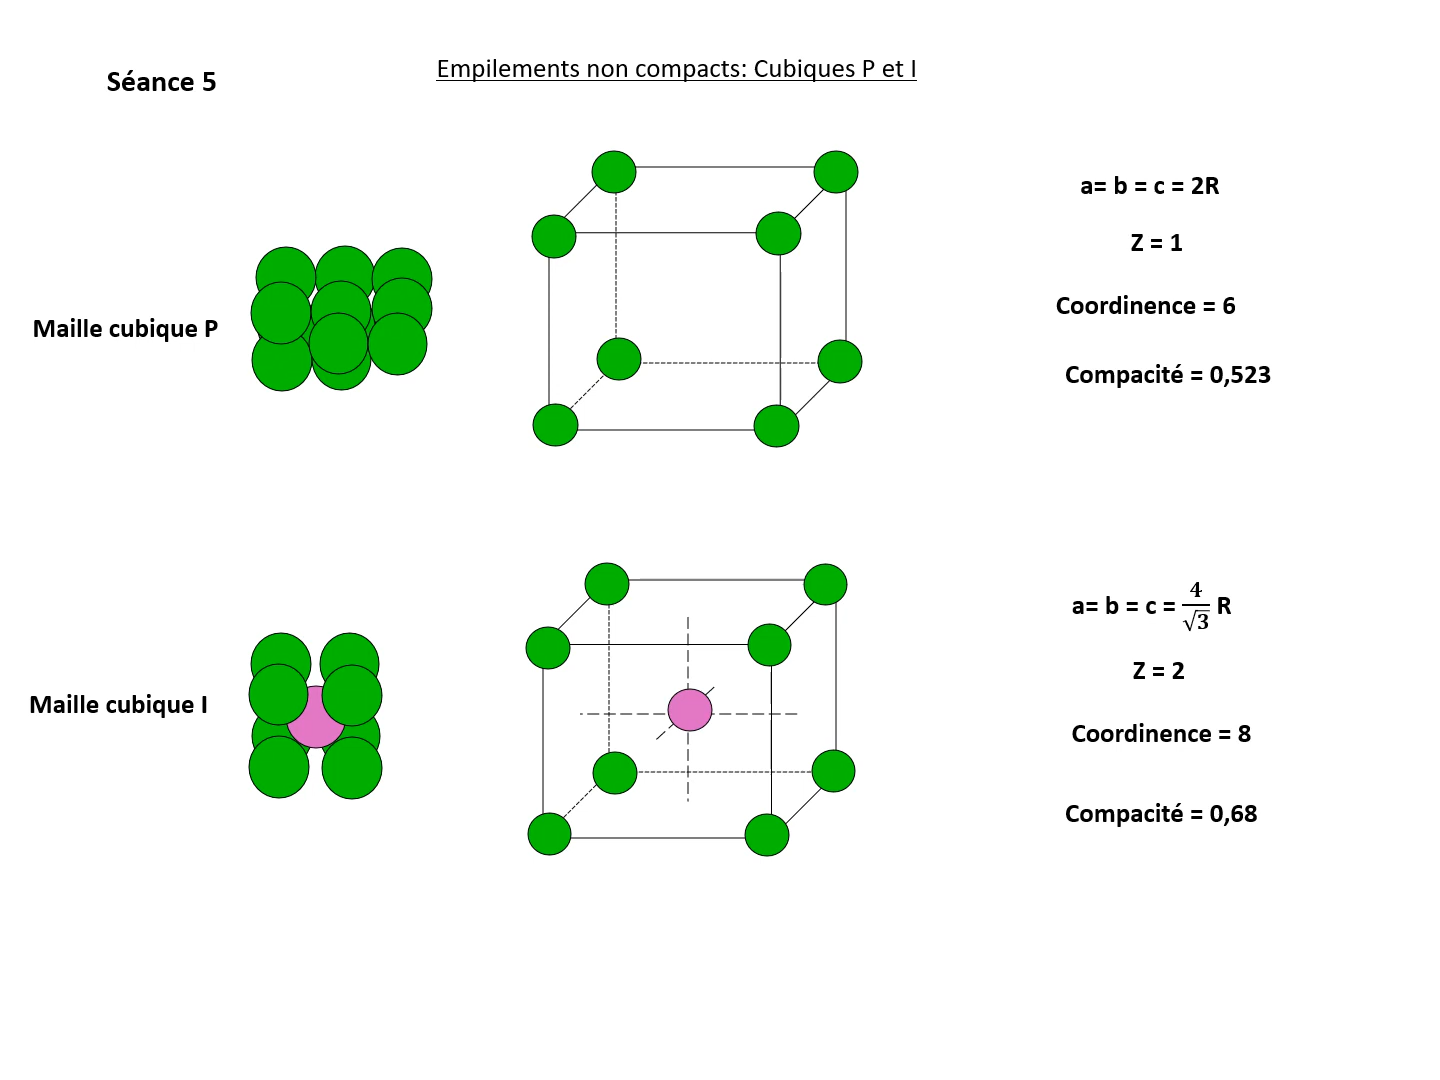 Séance 5
Empilements non compacts: Cubiques P et I
Maille cubique P
a= b = c = 2R
Z = 1
Coordinence = 6
Compacité = 0,523
Maille cubique I
a= b = c = 4/√3 R
Z = 2
Coordinence = 8
Compacité = 0,68